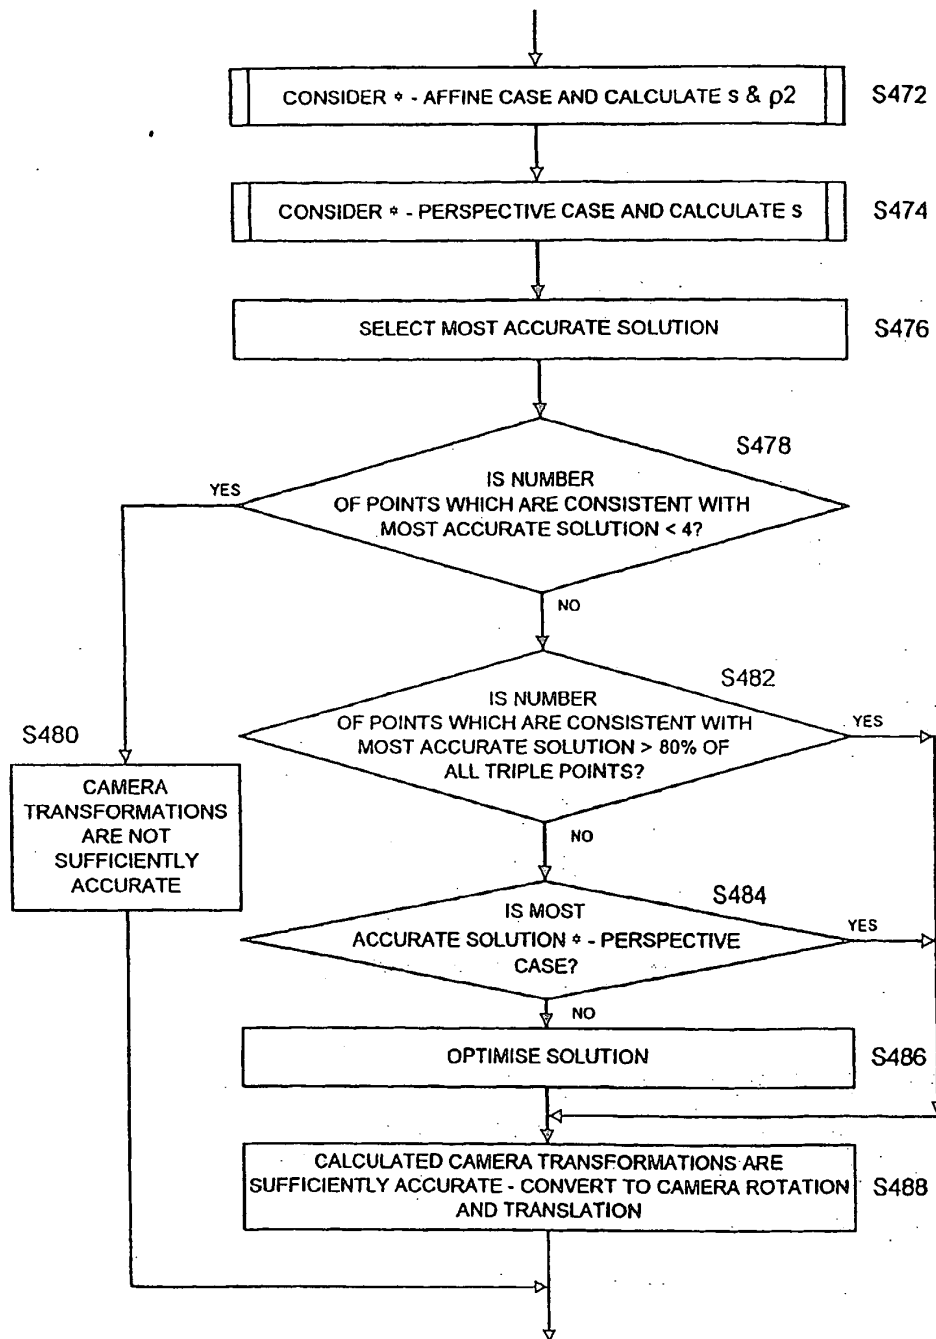 CONSIDER * - AFFINE CASE AND CALCULATE s & ρ2
S472
CONSIDER * - PERSPECTIVE CASE AND CALCULATE s
S474
SELECT MOST ACCURATE SOLUTION
S476
S478
IS NUMBER
OF POINTS WHICH ARE CONSISTENT WITH
MOST ACCURATE SOLUTION < 4?
YES
NO
S482
IS NUMBER
OF POINTS WHICH ARE CONSISTENT WITH
MOST ACCURATE SOLUTION > 80% OF
ALL TRIPLE POINTS?
YES
NO
S480
CAMERA
TRANSFORMATIONS
ARE NOT
SUFFICIENTLY
ACCURATE
S484
IS MOST
ACCURATE SOLUTION * - PERSPECTIVE
CASE?
YES
NO
OPTIMISE SOLUTION
S486
CALCULATED CAMERA TRANSFORMATIONS ARE
SUFFICIENTLY ACCURATE - CONVERT TO CAMERA ROTATION
AND TRANSLATION
S488